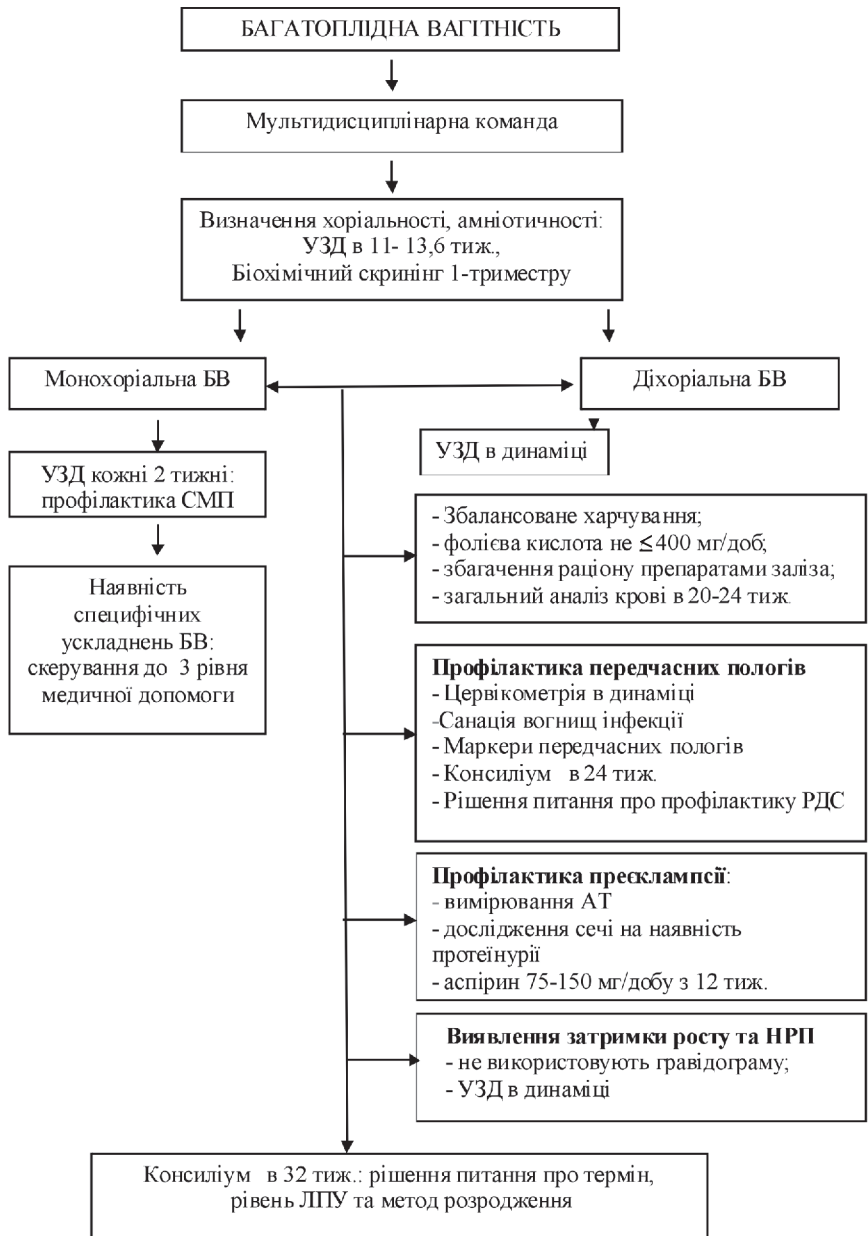 БАГАТОПЛІДНА ВАГІТНІСТЬ
Мультидисциплінарна команда
Визначення хоріальності, амніотичності:
УЗД в 11- 13,6 тиж.,
Біохімічний скринінг 1-триместру
Монохоріальна БВ
Діхоріальна БВ
УЗД кожні 2 тижні:
профілактика СМП
УЗД в динаміці
Наявність
специфічних
ускладнень БВ:
скерування до 3 рівня
медичної допомоги
- Збалансоване харчування;
- фолієва кислота не ≤400 мг/доб;
- збагачення раціону препаратами заліза;
- загальний аналіз крові в 20-24 тиж.
Профілактика передчасних пологів
- Цервікометрія в динаміці
-Санація вогнищ інфекції
- Маркери передчасних пологів
- Консиліум в 24 тиж.
- Рішення питання про профілактику РДС
Профілактика преєклампсії:
- вимірювання АТ
- дослідження сечі на наявність
протеїнурії
- аспірин 75-150 мг/добу з 12 тиж.
Виявлення затримки росту та НРП
- не використовують гравідограму;
- УЗД в динаміці
Консиліум в 32 тиж.: рішення питання про термін,
рівень ЛПУ та метод розродження